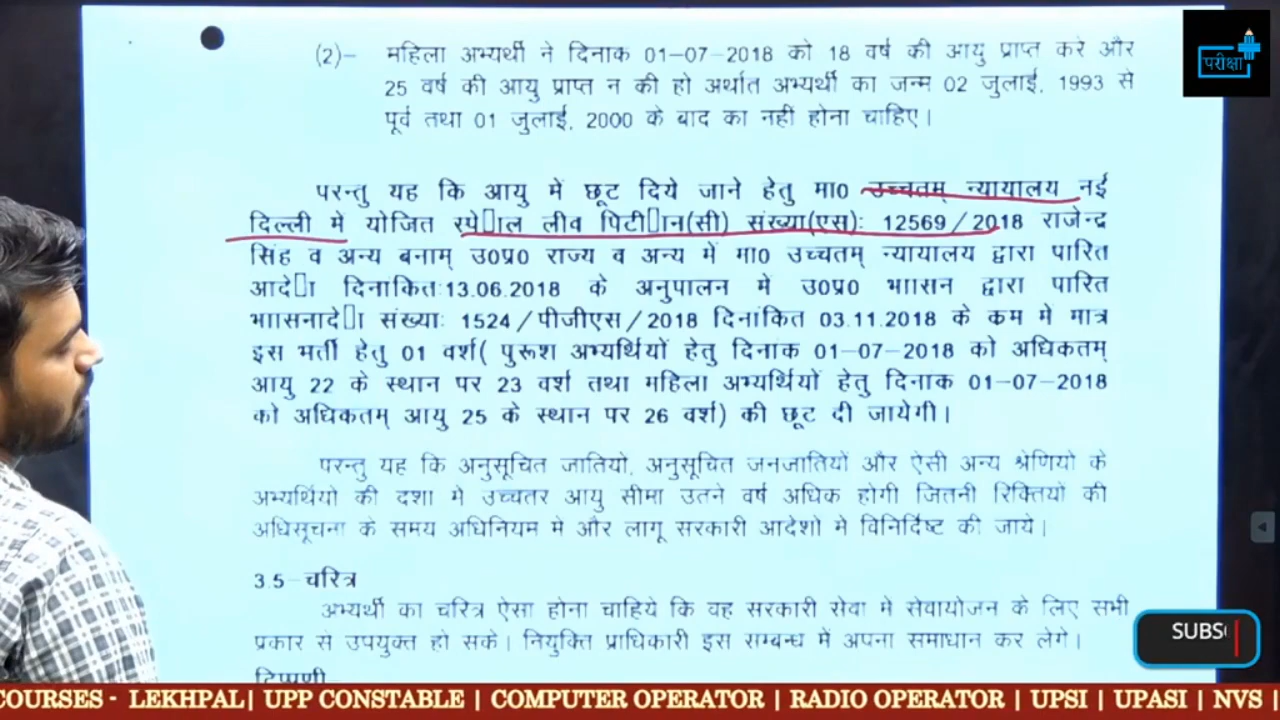 परीक्षा
(2)- महिला अभ्यर्थी ने दिनाक 01-07-2018 को 18 वर्ष की आयु प्राप्त करे और
25 वर्ष की आयु प्राप्त न की हो अर्थात अभ्यर्थी का जन्म 02 जुलाई, 1993 से
पूर्व तथा 01 जुलाई, 2000 के बाद का नहीं होना चाहिए।
परन्तु यह कि आयु में छूट दिये जाने हेतु मा0 उच्चतम् न्यायालय नई
दिल्ली में योजित स्पे▯ाल लीव पिटी▯ान(सी) संख्या(एस): 12569/2018 राजेन्द्र
सिंह व अन्य बनाम् उ0प्र0 राज्य व अन्य में मा0 उच्चतम् न्यायालय द्वारा पारित
आदे▯ा दिनांकित:13.06.2018 के अनुपालन मे उ0प्र0 भाासन द्वारा पारित
भाासनादे▯ा संख्या: 1524/पीजीएस/2018 दिनांकित 03.11.2018 के कम में मात्र
इस भर्ती हेतु 01 वर्श( पुरूश अभ्यर्थियों हेतु दिनाक 01-07-2018 को अधिकतम्
आयु 22 के स्थान पर 23 वर्श तथा महिला अभ्यर्थियों हेतु दिनाक 01-07-2018
को अधिकतम् आयु 25 के स्थान पर 26 वर्श) की छूट दी जायेगी।
परन्तु यह कि अनुसूचित जातियो, अनुसूचित जनजातियों और ऐसी अन्य श्रेणियो के
अभ्यर्थियो की दशा मे उच्चतर आयु सीमा उतने वर्ष अधिक होगी जितनी रिक्तियों की
अधिसूचना के समय अधिनियम मे और लागू सरकारी आदेशो मे विनिर्दिष्ट की जाये।
3.5-चरित्र
अभ्यर्थी का चरित्र ऐसा होना चाहिये कि वह सरकारी सेवा मे सेवायोजन के लिए सभी
प्रकार से उपयुक्त हो सके। नियुक्ति प्राधिकारी इस सम्बन्ध में अपना समाधान कर लेगे।
टिप्पणी-
SUBS
COURSES - LEKHPAL| UPP CONSTABLE | COMPUTER OPERATOR | RADIO OPERATOR | UPSI | UPASI | NVS |